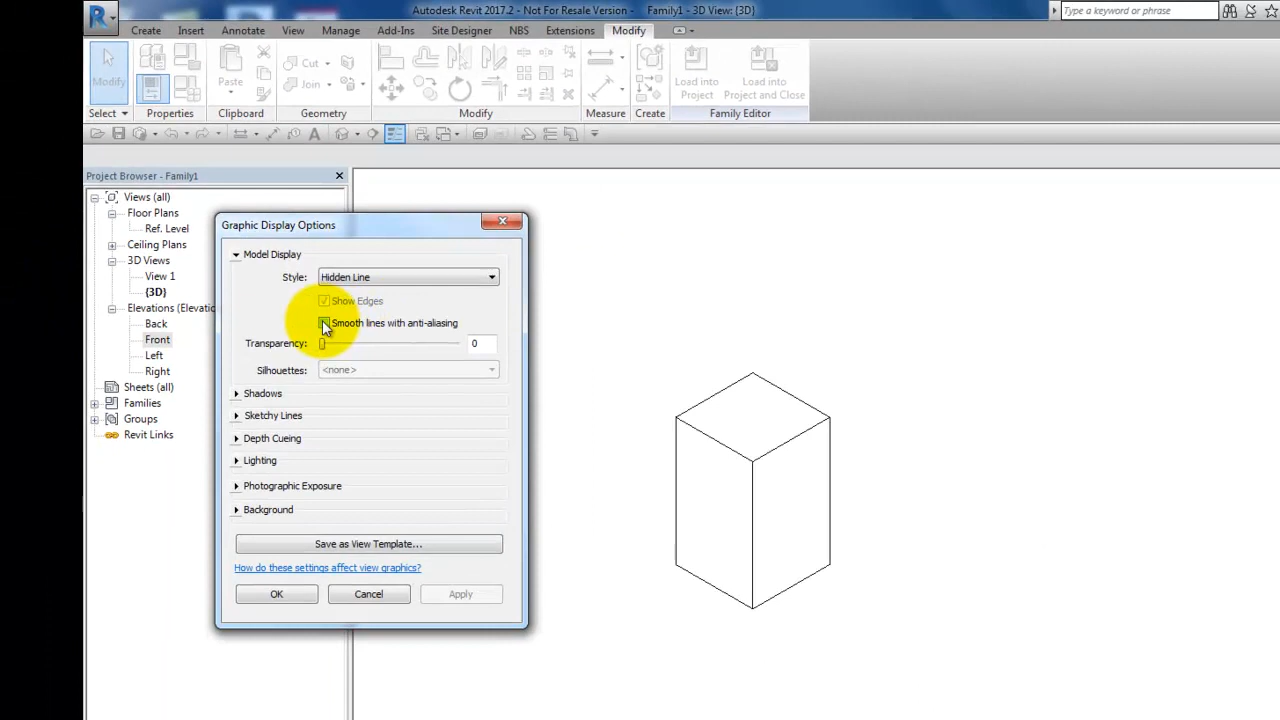 Autodesk Revit 2017.2 - Not For Resale Version - Family1 - 3D View: {3D}
Type a keyword or phrase
R
Create Insert Annotate View Manage Add-Ins Site Designer NBS Extensions Modify
Modify
Paste
Cut
Join
Load into
Project
Load into
Project and Close
Select Properties Clipboard Geometry Modify Measure Create Family Editor
A
Project Browser - Family1
Views (all)
Floor Plans
Ref. Level
Ceiling Plans
3D Views
View 1
{3D}
Elevations (Elevatio
Back
Front
Left
Right
Sheets (all)
Families
Groups
Revit Links
Graphic Display Options
Model Display
Style: Hidden Line
Show Edges
Smooth lines with anti-aliasing
Transparency: 0
Silhouettes: <none>
Shadows
Sketchy Lines
Depth Cueing
Lighting
Photographic Exposure
Background
Save as View Template...
How do these settings affect view graphics?
OK Cancel Apply